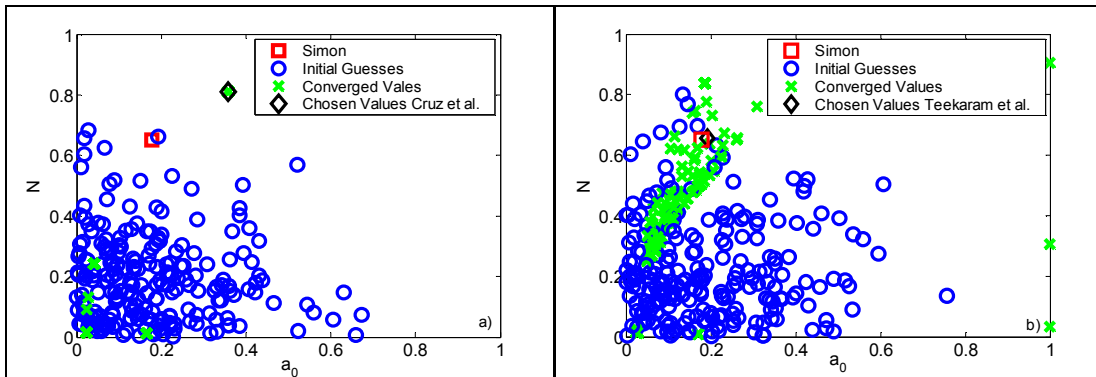 1
0.8
0.6
0.4
0.2
0
N
0
0.2
0.4
0.6
0.8
1
a0
a)
Simon
Initial Guesses
Converged Vales
Chosen Values Cruz et al.
1
0.8
0.6
0.4
0.2
0
N
0
0.2
0.4
0.6
0.8
1
a0
b)
Simon
Initial Guesses
Converged Values
Chosen Values Teekaram et al.